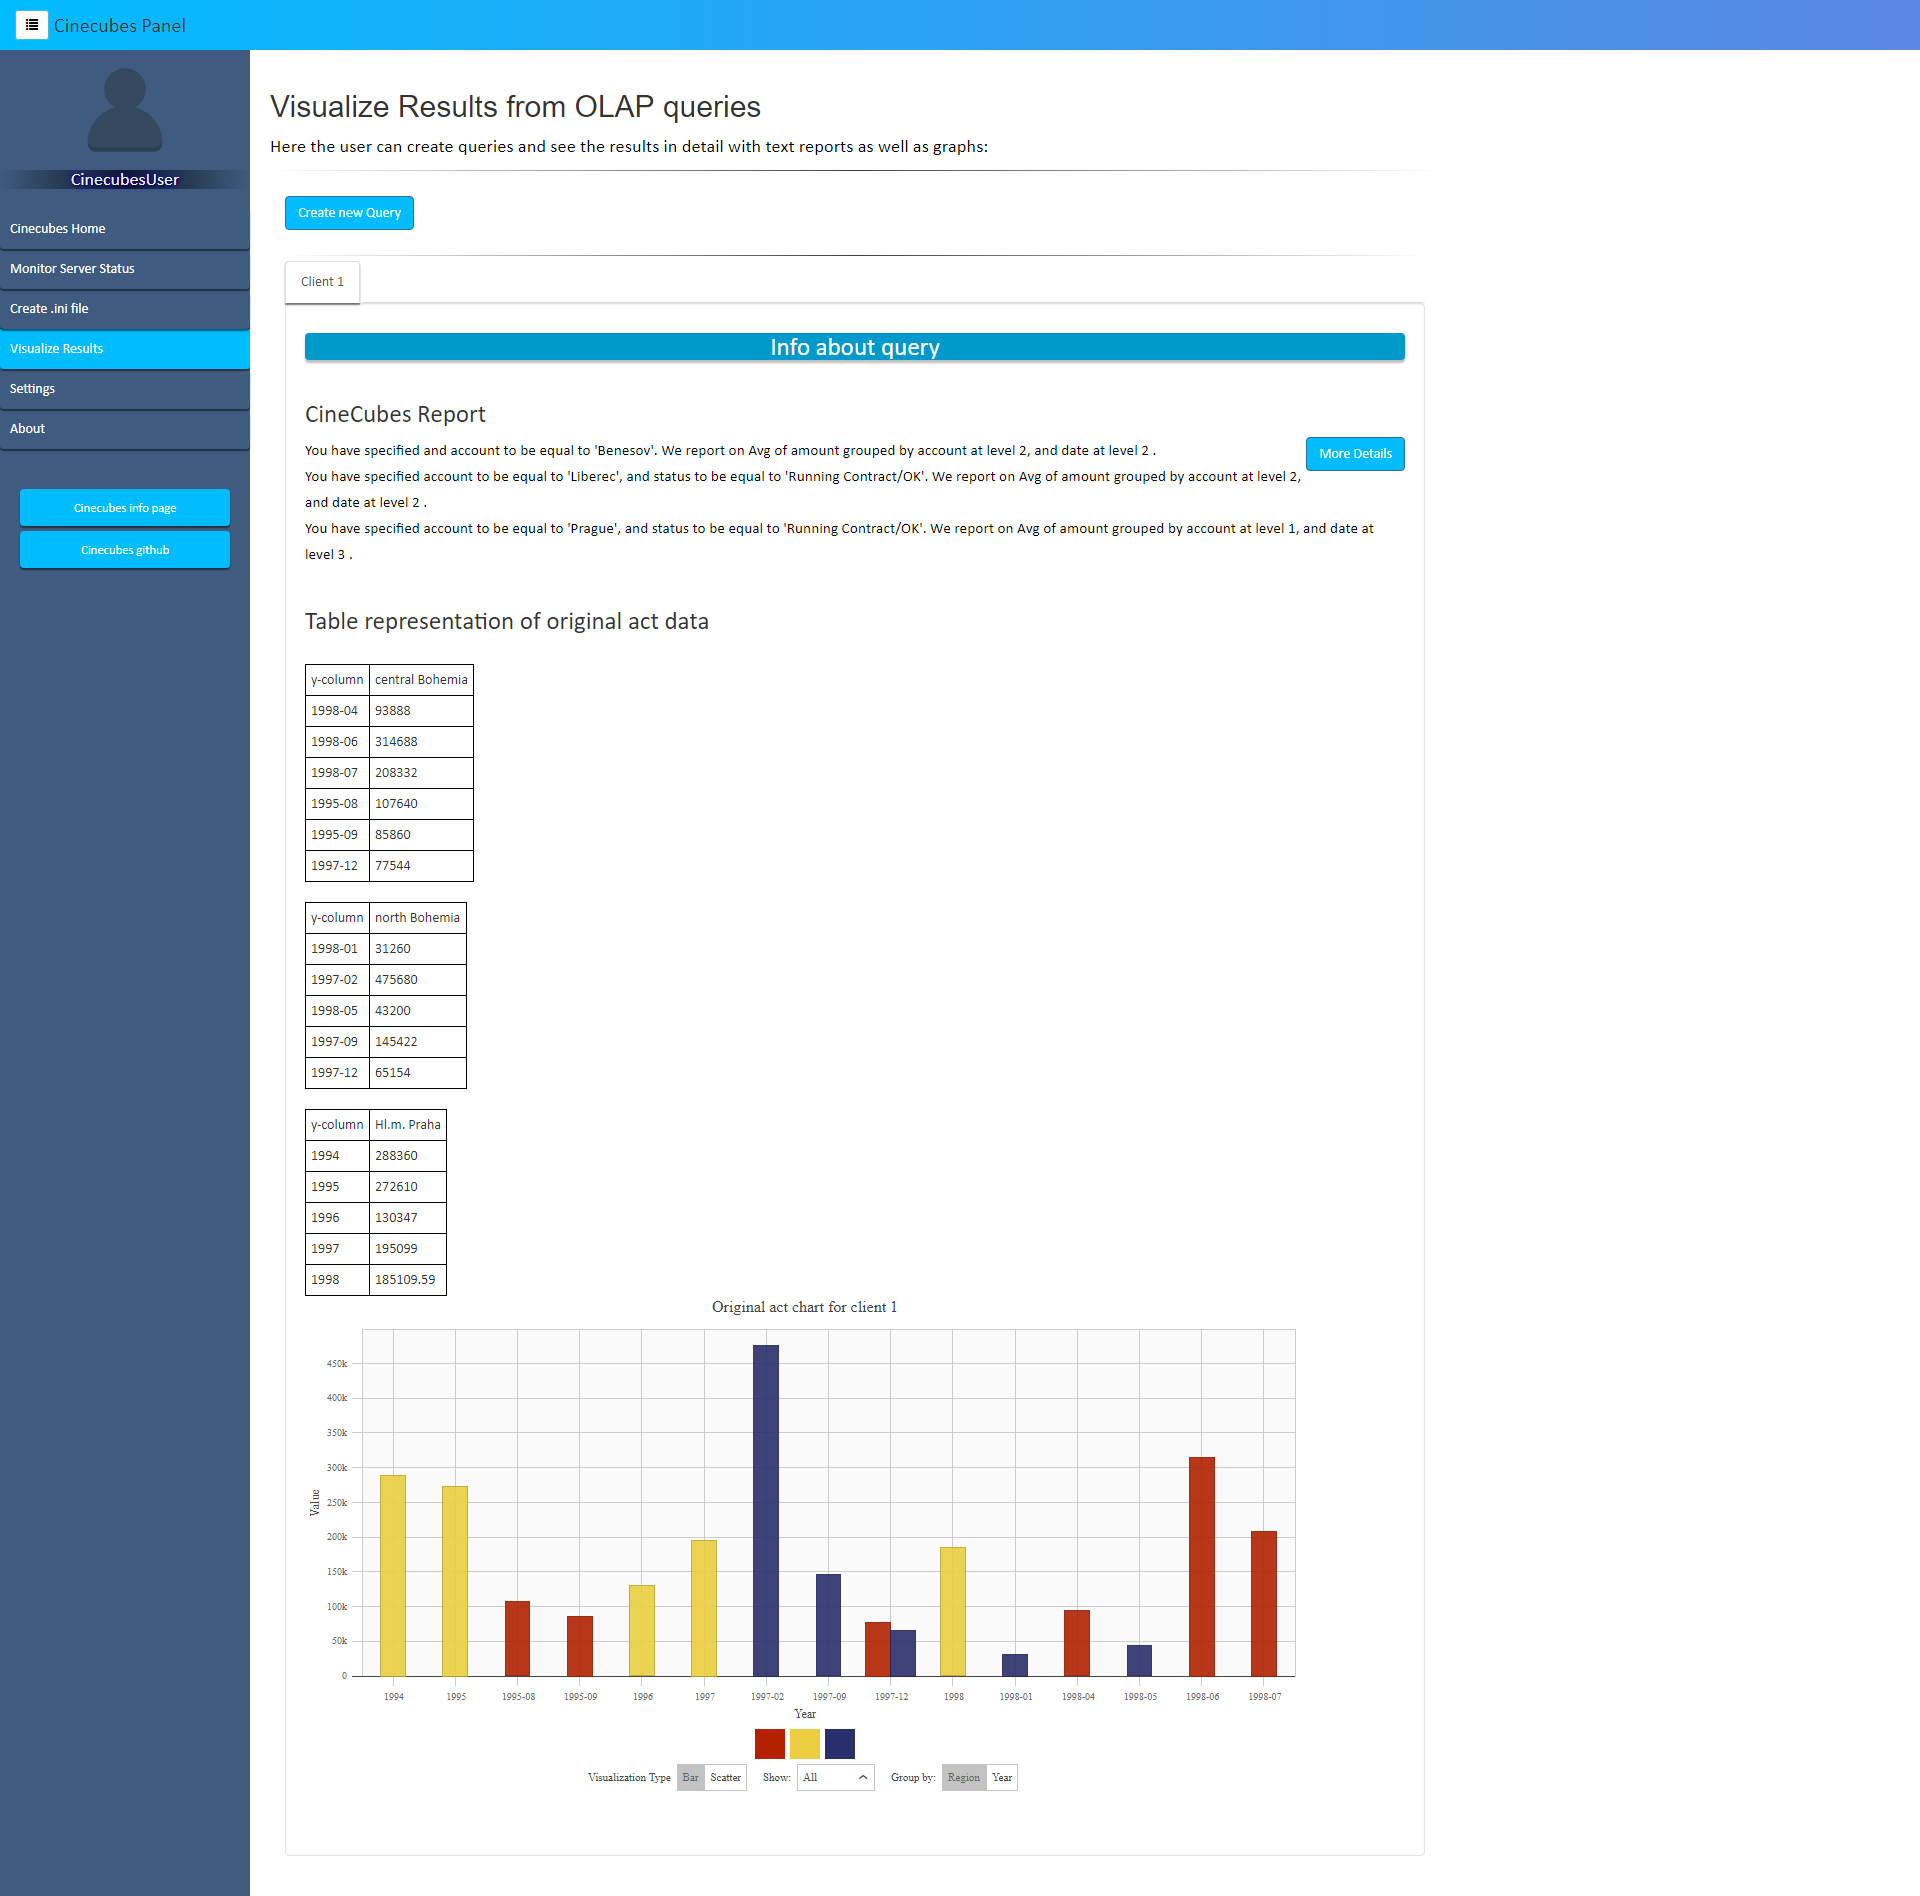 Cinecubes Panel
CinecubesUser
Cinecubes Home
Monitor Server Status
Create .ini file
Visualize Results
Settings
About
Cinecubes info page
Cinecubes github
Visualize Results from OLAP queries
Here the user can create queries and see the results in detail with text reports as well as graphs:
Create new Query
Client 1
Info about query
CineCubes Report
You have specified and account to be equal to 'Benesov'. We report on Avg of amount grouped by account at level 2, and date at level 2 .
More Details
You have specified account to be equal to 'Liberec', and status to be equal to 'Running Contract/OK'. We report on Avg of amount grouped by account at level 2,
and date at level 2 .
You have specified account to be equal to 'Prague', and status to be equal to 'Running Contract/OK'. We report on Avg of amount grouped by account at level 1, and date at
level 3 .
Table representation of original act data
y-column central Bohemia
1998-04 93888
1998-06 314688
1998-07 208332
1995-08 107640
1995-09 85860
1997-12 77544
y-column north Bohemia
1998-01 31260
1997-02 475680
1998-05 43200
1997-09 145422
1997-12 65154
y-column Hl.m. Praha
1994 288360
1995 272610
1996 130347
1997 195099
1998 185109.59
Original act chart for client 1
450k
400k
350k
300k
250k
200k
150k
100k
50k
0
Value
1994 1995 1995-08 1995-09 1996 1997 1997-02 1997-09 1997-12 1998 1998-01 1998-04 1998-05 1998-06 1998-07
Year
Visualization Type Bar Scatter Show: All Group by: Region Year